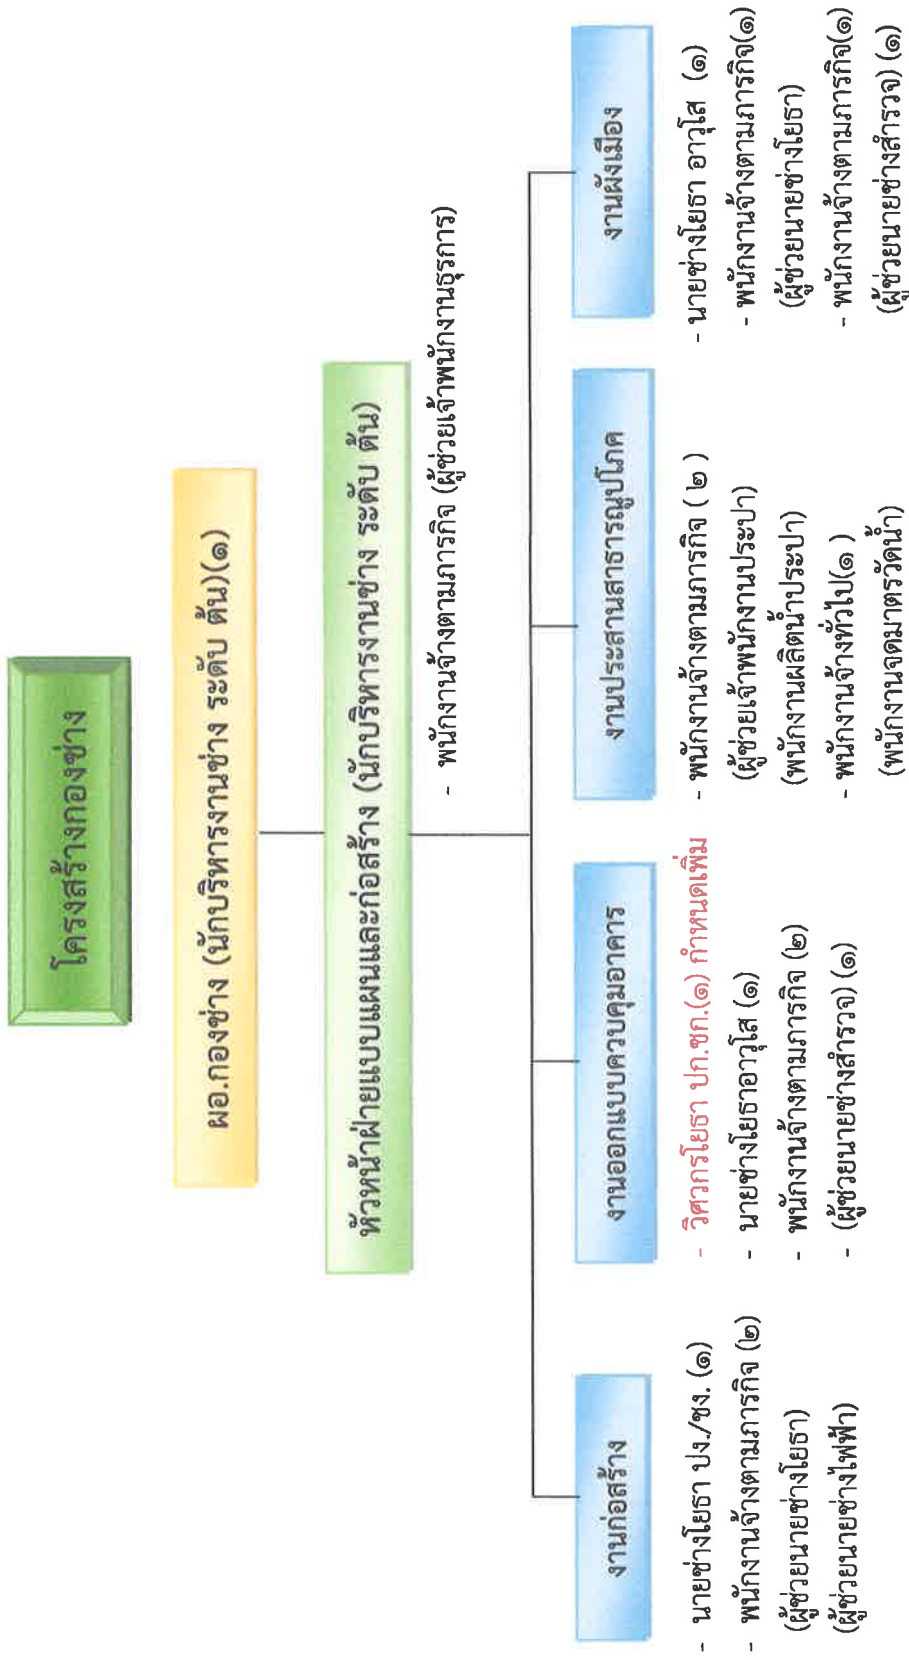 โครงสร้างกองช่าง
ผอ.กองช่าง (นักบริหารงานช่าง ระดับ ต้น)(๑)
หัวหน้าฝ่ายแบบแผนและก่อสร้าง (นักบริหารงานช่าง ระดับ ต้น)
- พนักงานจ้างตามภารกิจ (ผู้ช่วยเจ้าพนักงานธุรการ)
งานก่อสร้าง
- นายช่างโยธา ปง./ชง. (๑)
- พนักงานจ้างตามภารกิจ (๒)
(ผู้ช่วยนายช่างโยธา)
(ผู้ช่วยนายช่างไฟฟ้า)
งานออกแบบควบคุมอาคาร
- วิศวกรโยธา ปก.ชก.(๑) กำหนดเพิ่ม
- นายช่างโยธาอาวุโส (๑)
- พนักงานจ้างตามภารกิจ (๒)
- (ผู้ช่วยนายช่างสำรวจ) (๑)
งานประสานสาธารณูปโภค
- พนักงานจ้างตามภารกิจ ( ๒ )
(ผู้ช่วยเจ้าพนักงานประปา)
(พนักงานผลิตน้ำประปา)
- พนักงานจ้างทั่วไป(๑ )
(พนักงานจดมาตรวัดน้ำ)
งานผังเมือง
- นายช่างโยธา อาวุโส (๑)
- พนักงานจ้างตามภารกิจ(๑)
(ผู้ช่วยนายช่างโยธา)
- พนักงานจ้างตามภารกิจ(๑)
(ผู้ช่วยนายช่างสำรวจ) (๑)